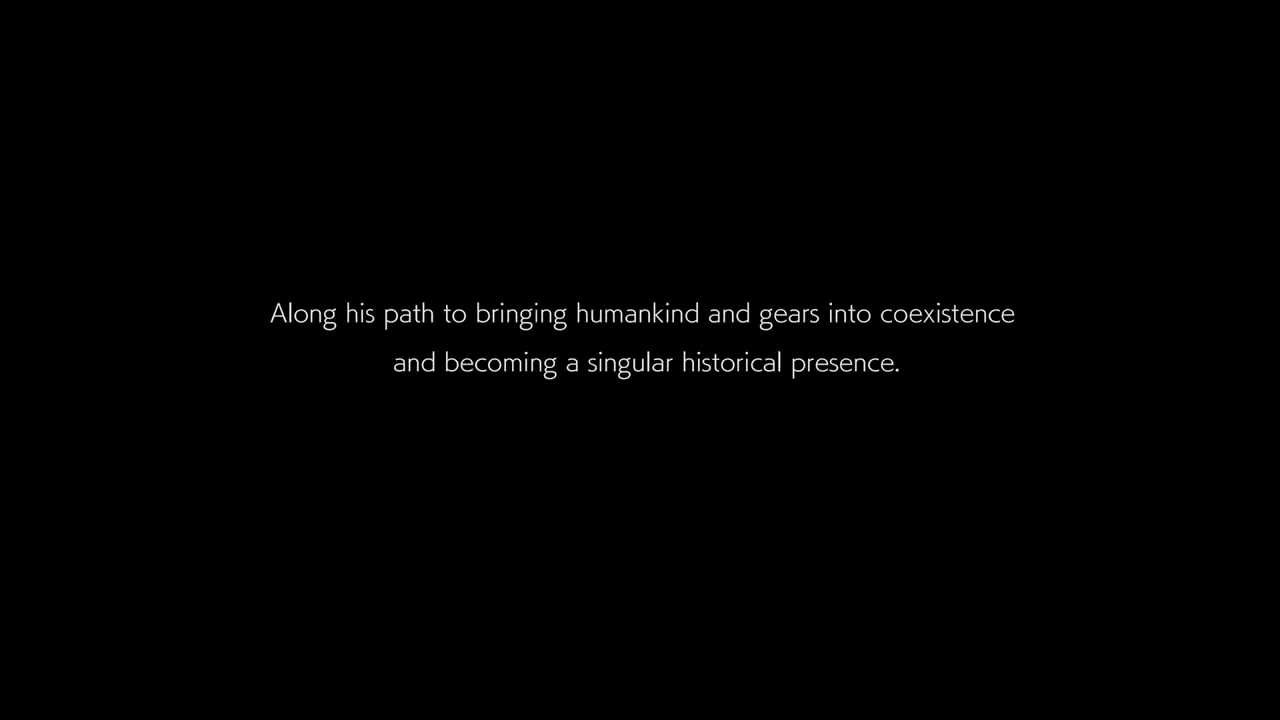 Along his path to bringing humankind and gears into coexistence
and becoming a singular historical presence.